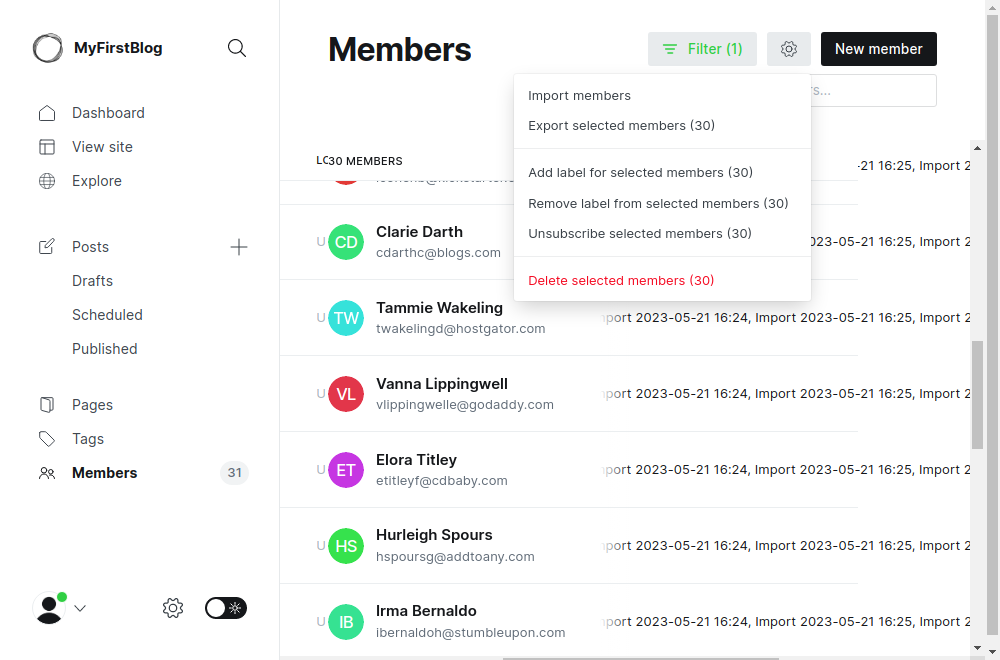 MyFirstBlog
Dashboard
View site
Explore
Posts
Drafts
Scheduled
Published
Pages
Tags
Members
31
Members
Filter (1)
New member
Import members
Export selected members (30)
Add label for selected members (30)
Remove label from selected members (30)
Unsubscribe selected members (30)
Delete selected members (30)
30 MEMBERS
-21 16:25, Import 2
CD
Clarie Darth
cdarthc@blogs.com
023-05-21 16:25, Import 2
TW
Tammie Wakeling
twakelingd@hostgator.com
port 2023-05-21 16:24, Import 2023-05-21 16:25, Import 2
VL
Vanna Lippingwell
vlippingwelle@godaddy.com
port 2023-05-21 16:24, Import 2023-05-21 16:25, Import 2
ET
Elora Titley
etitleyf@cdbaby.com
port 2023-05-21 16:24, Import 2023-05-21 16:25, Import 2
HS
Hurleigh Spours
hspoursg@addtoany.com
port 2023-05-21 16:24, Import 2023-05-21 16:25, Import 2
IB
Irma Bernaldo
ibernaldoh@stumbleupon.com
port 2023-05-21 16:24, Import 2023-05-21 16:25, Import 2